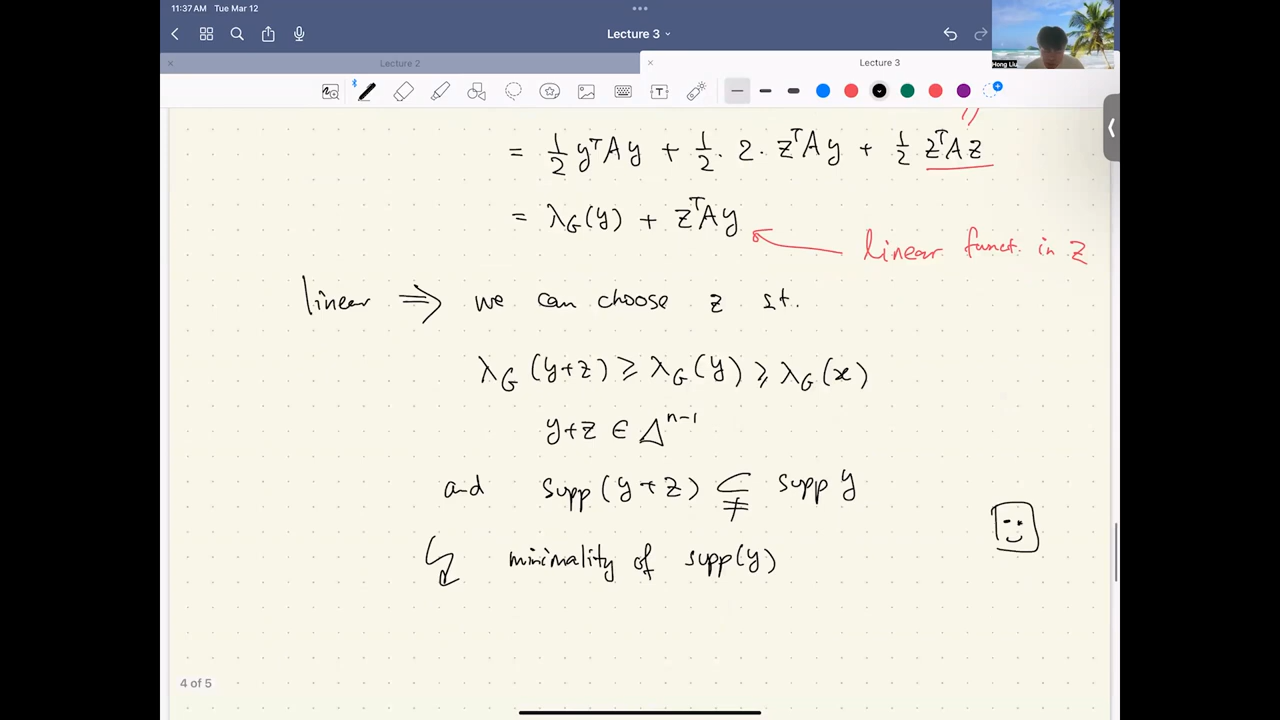 11:37 AM Tue Mar 12
Lecture 3
Hong Liu
Lecture 2
Lecture 3
= 1/2 yᵀAy + 1/2 · 2 · zᵀAy + 1/2 zᵀAz
= λ_G(y) + zᵀAy
linear funct. in z
linear ⟹ we can choose z s.t.
λ_G(y+z) ⩾ λ_G(y) ⩾ λ_G(x)
y+z ∈ Δⁿ⁻¹
and supp(y+z) ⊊ supp y
minimality of supp(y)
4 of 5